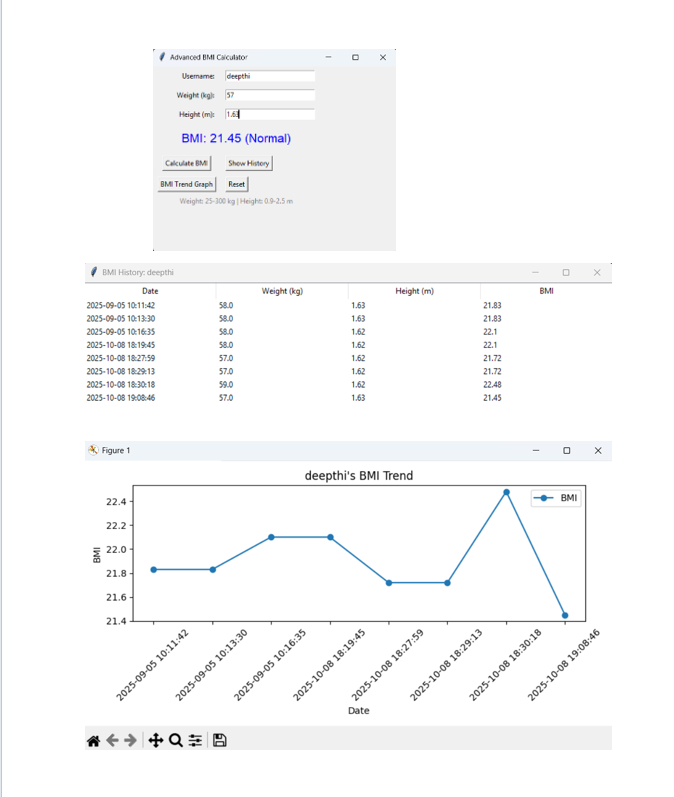 Advanced BMI Calculator
Username: deepthi
Weight (kg): 57
Height (m): 1.63
BMI: 21.45 (Normal)
Calculate BMI Show History
BMI Trend Graph Reset
Weight: 25-300 kg | Height: 0.9-2.5 m
BMI History: deepthi
Date Weight (kg) Height (m) BMI
2025-09-05 10:11:42 58.0 1.63 21.83
2025-09-05 10:13:30 58.0 1.63 21.83
2025-09-05 10:16:35 58.0 1.62 22.1
2025-10-08 18:19:45 58.0 1.62 22.1
2025-10-08 18:27:59 57.0 1.62 21.72
2025-10-08 18:29:13 57.0 1.62 21.72
2025-10-08 18:30:18 59.0 1.62 22.48
2025-10-08 19:08:46 57.0 1.63 21.45
Figure 1
deepthi's BMI Trend
BMI
22.4
22.2
22.0
21.8
21.6
21.4
BMI
2025-09-05 10:11:42
2025-09-05 10:13:30
2025-09-05 10:16:35
2025-10-08 18:19:45
2025-10-08 18:27:59
2025-10-08 18:29:13
2025-10-08 18:30:18
2025-10-08 19:08:46
Date